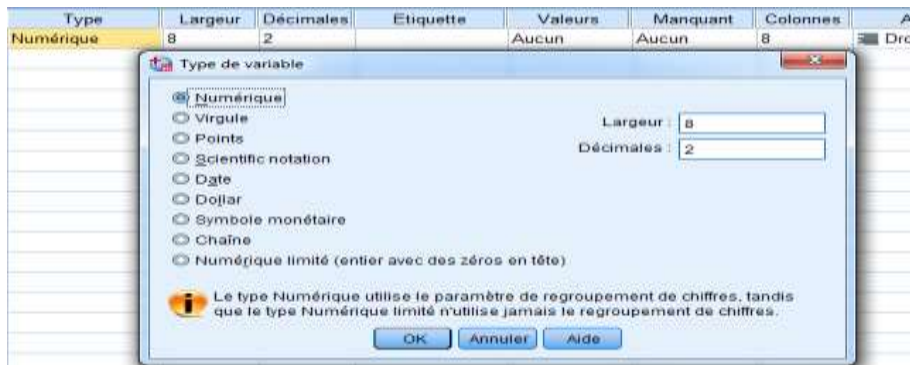 Type Largeur Décimales Etiquette Valeurs Manquant Colonnes A
Numérique 8 2 Aucun Aucun 8 Dro
Type de variable
Numérique
Virgule
Points
Scientific notation
Date
Dollar
Symbole monétaire
Chaîne
Numérique limité (entier avec des zéros en tête)
Largeur : 8
Décimales : 2
Le type Numérique utilise le paramètre de regroupement de chiffres, tandis
que le type Numérique limité n'utilise jamais le regroupement de chiffres.
OK Annuler Aide